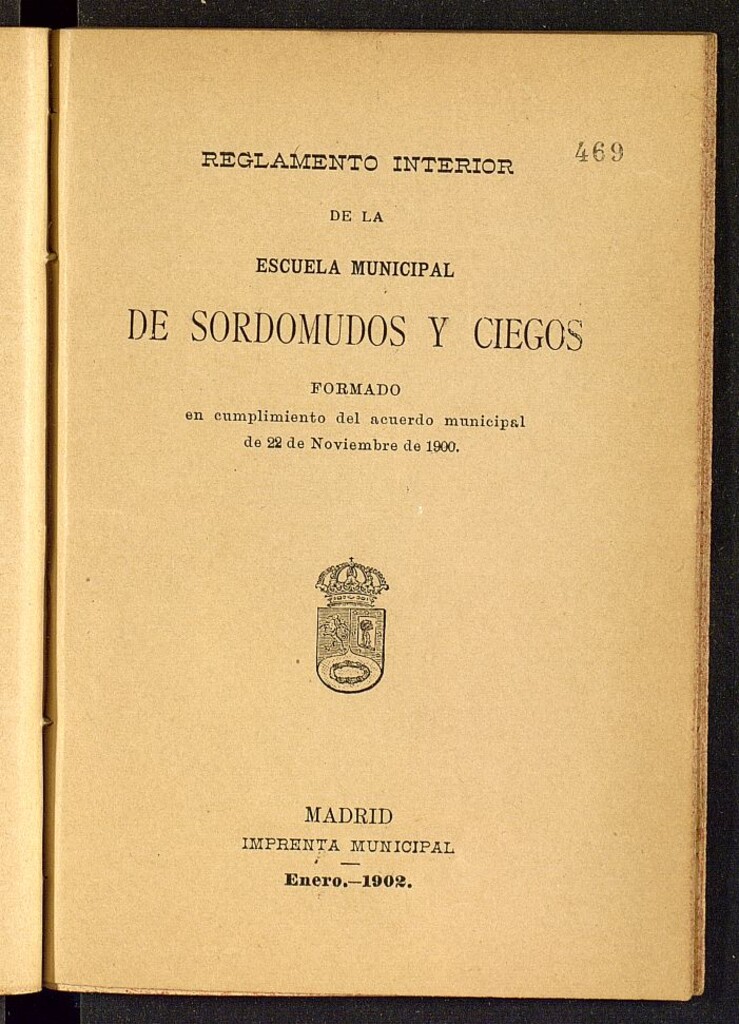 469
REGLAMENTO INTERIOR
DE LA
ESCUELA MUNICIPAL
DE SORDOMUDOS Y CIEGOS
FORMADO
en cumplimiento del acuerdo municipal
de 22 de Noviembre de 1900.
MADRID
IMPRENTA MUNICIPAL
Enero.—1902.